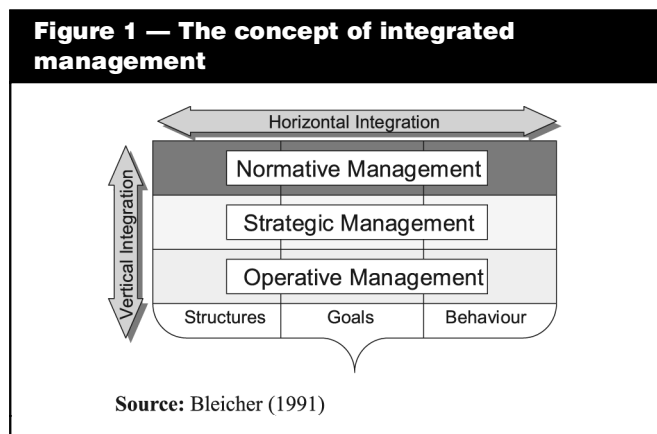 Figure 1 — The concept of integrated
management
Horizontal Integration
Vertical Integration
Normative Management
Strategic Management
Operative Management
Structures Goals Behaviour
Source: Bleicher (1991)